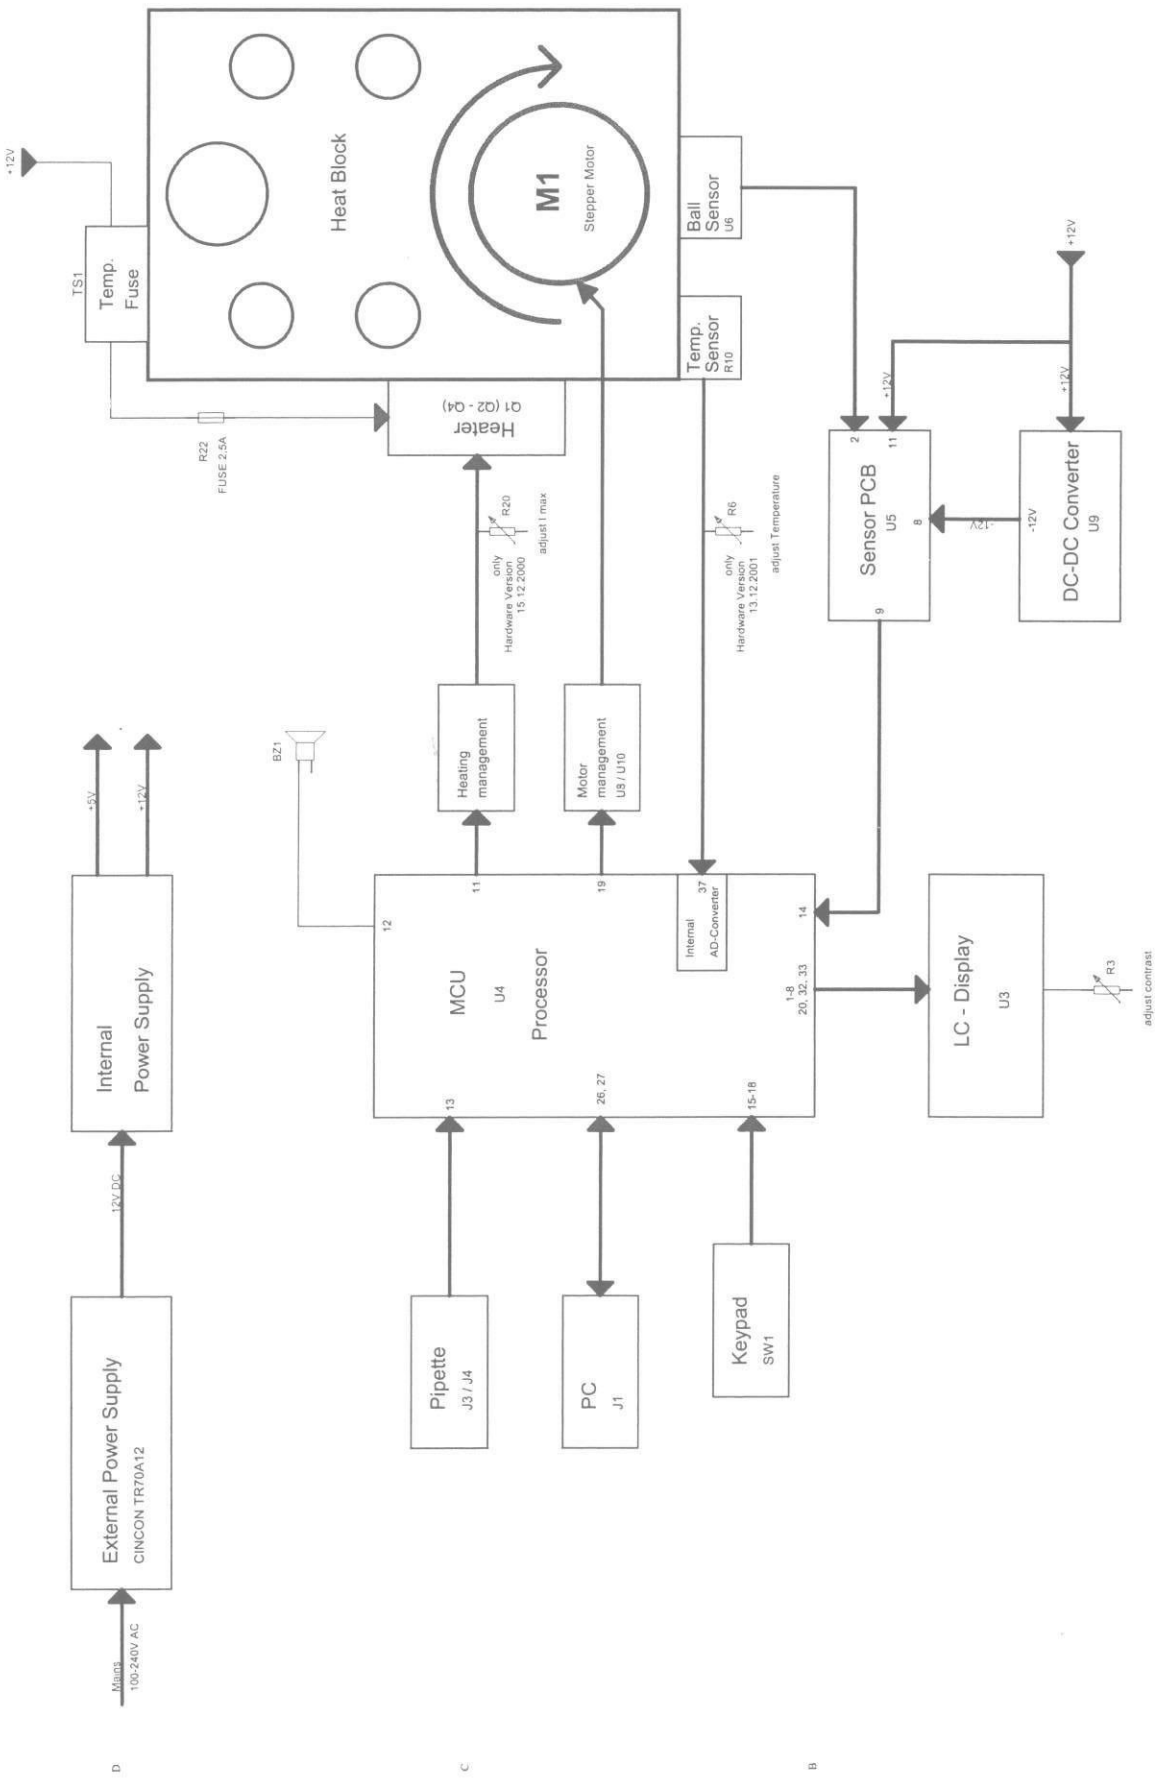 Mains
100-240V AC
External Power Supply
CINCON TR70A12
12V DC
Internal
Power Supply
+5V
+12V
+12V
TS1
Temp.
Fuse
R22
FUSE 2.5A
Heat Block
M1
Stepper Motor
Heater
Q1 (Q2 - Q4)
Temp.
Sensor
R10
Ball
Sensor
U6
BZ1
Heating
management
R20
adjust I max
only
Hardware Version
15.12.2000
Motor
management
U8 / U10
R6
adjust Temperature
only
Hardware Version
13.12.2001
Pipette
J3 / J4
PC
J1
Keypad
SW1
MCU
U4
Processor
12
11
19
37
Internal
AD-Converter
14
13
26, 27
15-18
1-8
20, 32, 33
LC - Display
U3
R3
adjust contrast
Sensor PCB
U5
2
11
8
9
+12V
-12V
-12V
DC-DC Converter
U9
+12V
+12V
D
C
B